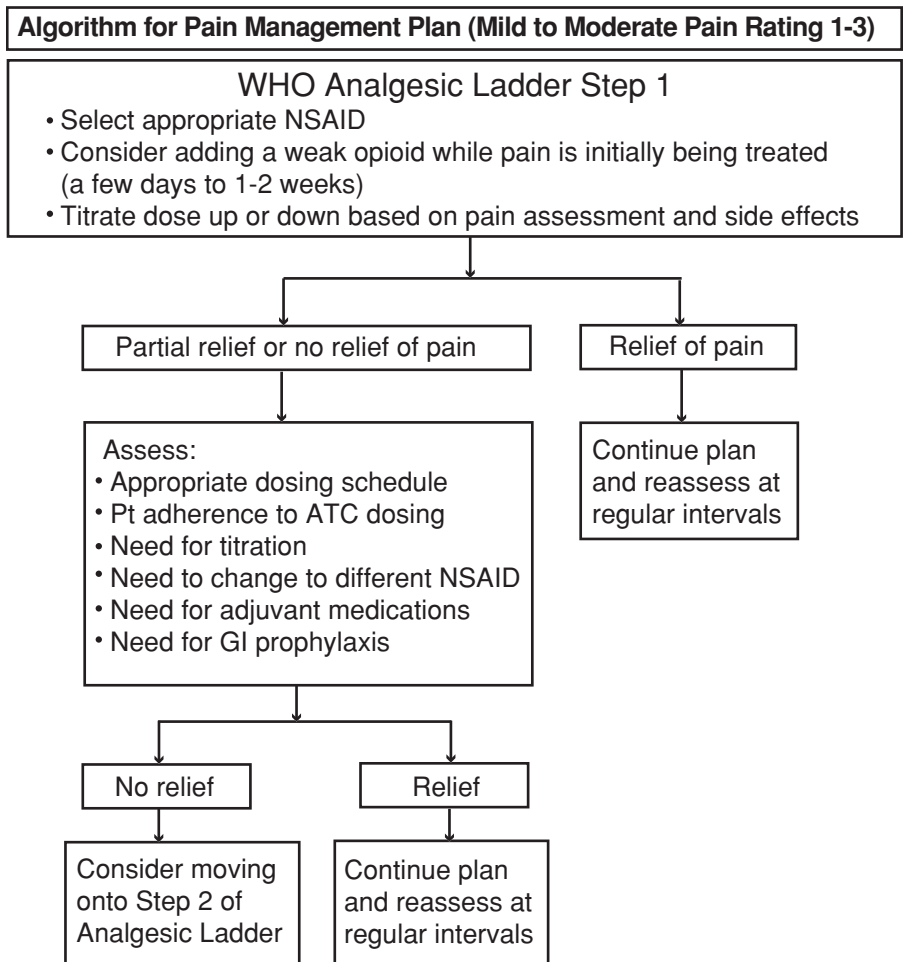 Algorithm for Pain Management Plan (Mild to Moderate Pain Rating 1-3)
WHO Analgesic Ladder Step 1
• Select appropriate NSAID
• Consider adding a weak opioid while pain is initially being treated
(a few days to 1-2 weeks)
• Titrate dose up or down based on pain assessment and side effects
Partial relief or no relief of pain
Relief of pain
Assess:
• Appropriate dosing schedule
• Pt adherence to ATC dosing
• Need for titration
• Need to change to different NSAID
• Need for adjuvant medications
• Need for GI prophylaxis
Continue plan
and reassess at
regular intervals
No relief
Relief
Consider moving
onto Step 2 of
Analgesic Ladder
Continue plan
and reassess at
regular intervals